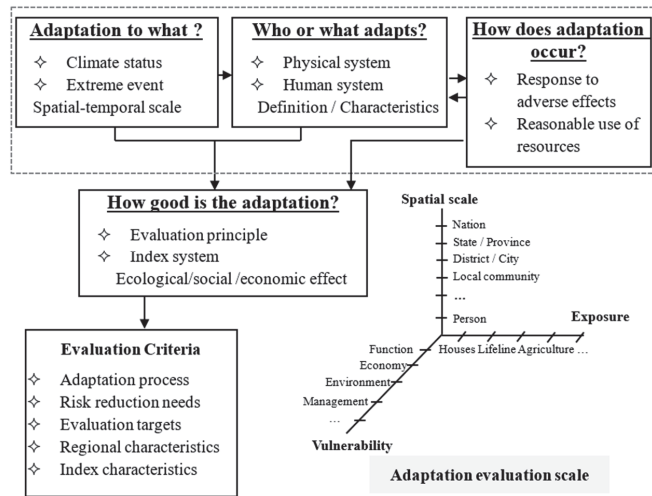 Adaptation to what ?
✧ Climate status
✧ Extreme event
Spatial-temporal scale
Who or what adapts?
✧ Physical system
✧ Human system
Definition / Characteristics
How does adaptation
occur?
✧ Response to
adverse effects
✧ Reasonable use of
resources
How good is the adaptation?
✧ Evaluation principle
✧ Index system
Ecological/social /economic effect
Evaluation Criteria
✧ Adaptation process
✧ Risk reduction needs
✧ Evaluation targets
✧ Regional characteristics
✧ Index characteristics
Spatial scale
Nation
State / Province
District / City
Local community
...
Person
Exposure
Houses Lifeline Agriculture ...
Function
Economy
Environment
Management
...
Vulnerability
Adaptation evaluation scale